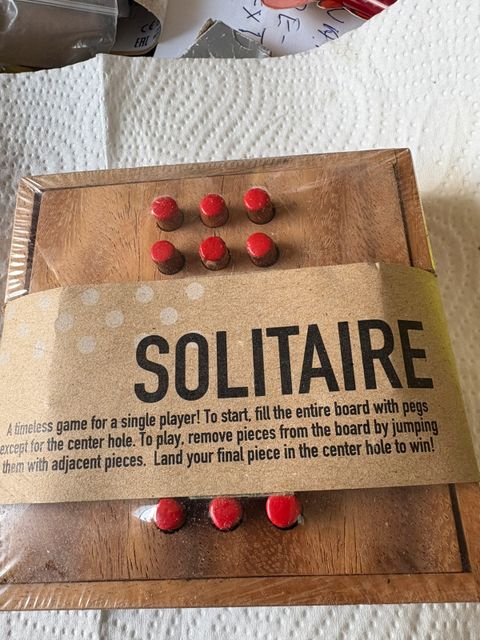 SOLITAIRE
A timeless game for a single player! To start, fill the entire board with pegs
except for the center hole. To play, remove pieces from the board by jumping
them with adjacent pieces. Land your final piece in the center hole to win!